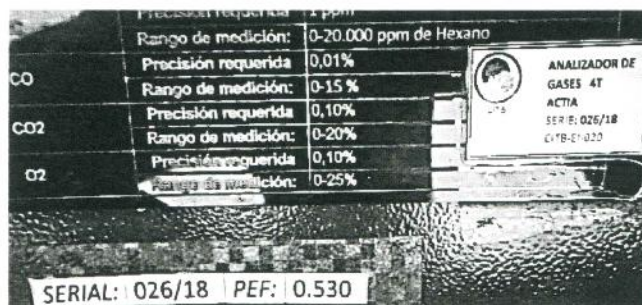 Precisión requerida 1 ppm
Rango de medición: 0-20.000 ppm de Hexano
CO
Precisión requerida 0,01%
Rango de medición: 0-15 %
CO2
Precisión requerida 0,10%
Rango de medición: 0-20%
O2
Precisión requerida 0,10%
Rango de medición: 0-25%
ANALIZADOR DE
GASES 4T
ACTIA
SERIE: 026/18
SERIAL: 026/18 PEF: 0.530